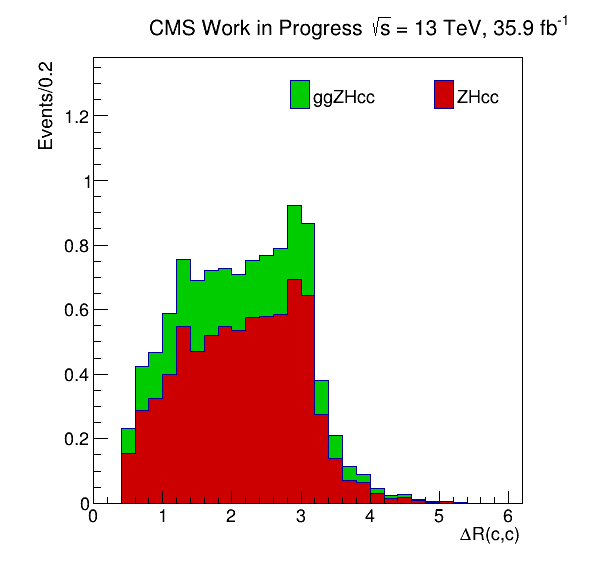 CMS Work in Progress √s = 13 TeV, 35.9 fb⁻¹
Events/0.2
ggZHcc ZHcc
1.2
1
0.8
0.6
0.4
0.2
0
0 1 2 3 4 5 6
ΔR(c,c)